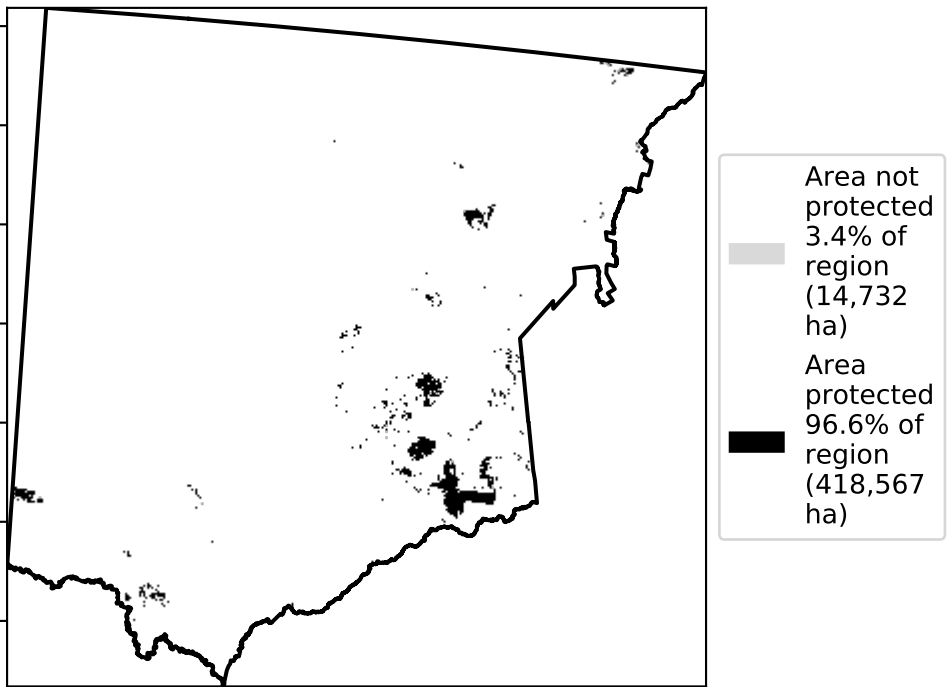 Area not
protected
3.4% of
region
(14,732
ha)
Area
protected
96.6% of
region
(418,567
ha)